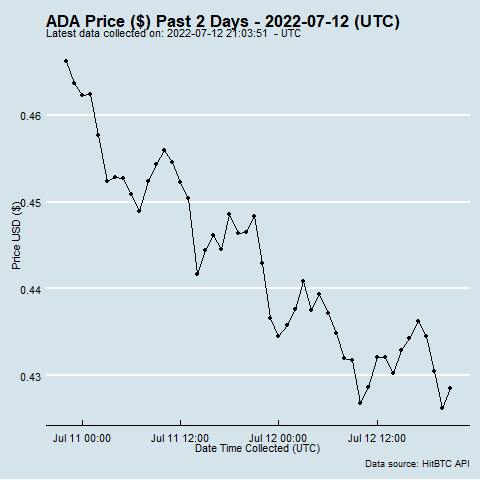 ADA Price ($) Past 2 Days - 2022-07-12 (UTC)
Latest data collected on: 2022-07-12 21:03:51 - UTC
0.46
0.45
0.44
0.43
Price USD ($)
Jul 11 00:00 Jul 11 12:00 Jul 12 00:00 Jul 12 12:00
Date Time Collected (UTC)
Data source: HitBTC API